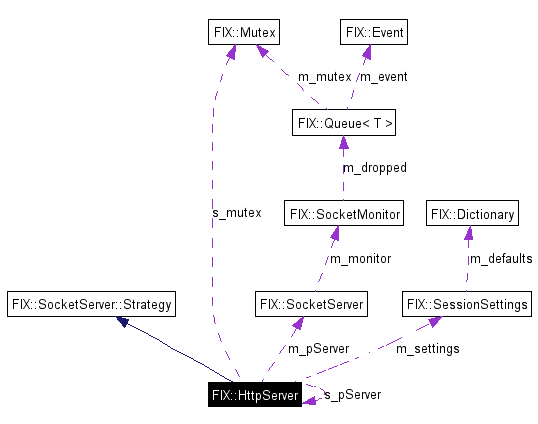 FIX::Mutex
FIX::Event
m_mutex
m_event
FIX::Queue< T >
m_dropped
s_mutex
FIX::SocketMonitor
FIX::Dictionary
m_monitor
m_defaults
FIX::SocketServer::Strategy
FIX::SocketServer
FIX::SessionSettings
m_pServer
m_settings
FIX::HttpServer
s_pServer